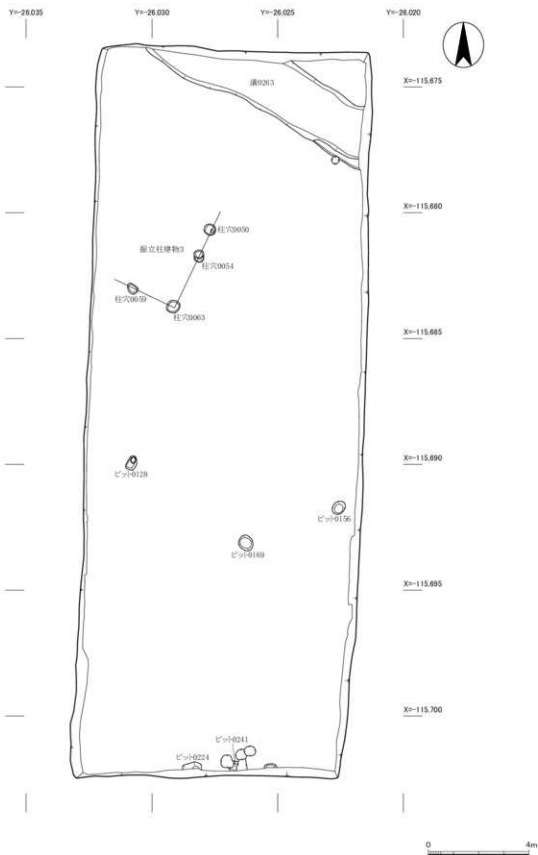 Y=-26.035
Y=-26.030
Y=-26.025
Y=-26.020
X=-115.675
溝0263
X=-115.680
柱穴0050
掘立柱建物3
柱穴0054
柱穴0059
柱穴0063
X=-115.685
X=-115.690
ピット0128
ピット0156
ピット0169
X=-115.695
X=-115.700
ピット0241
ピット0224
0
4m